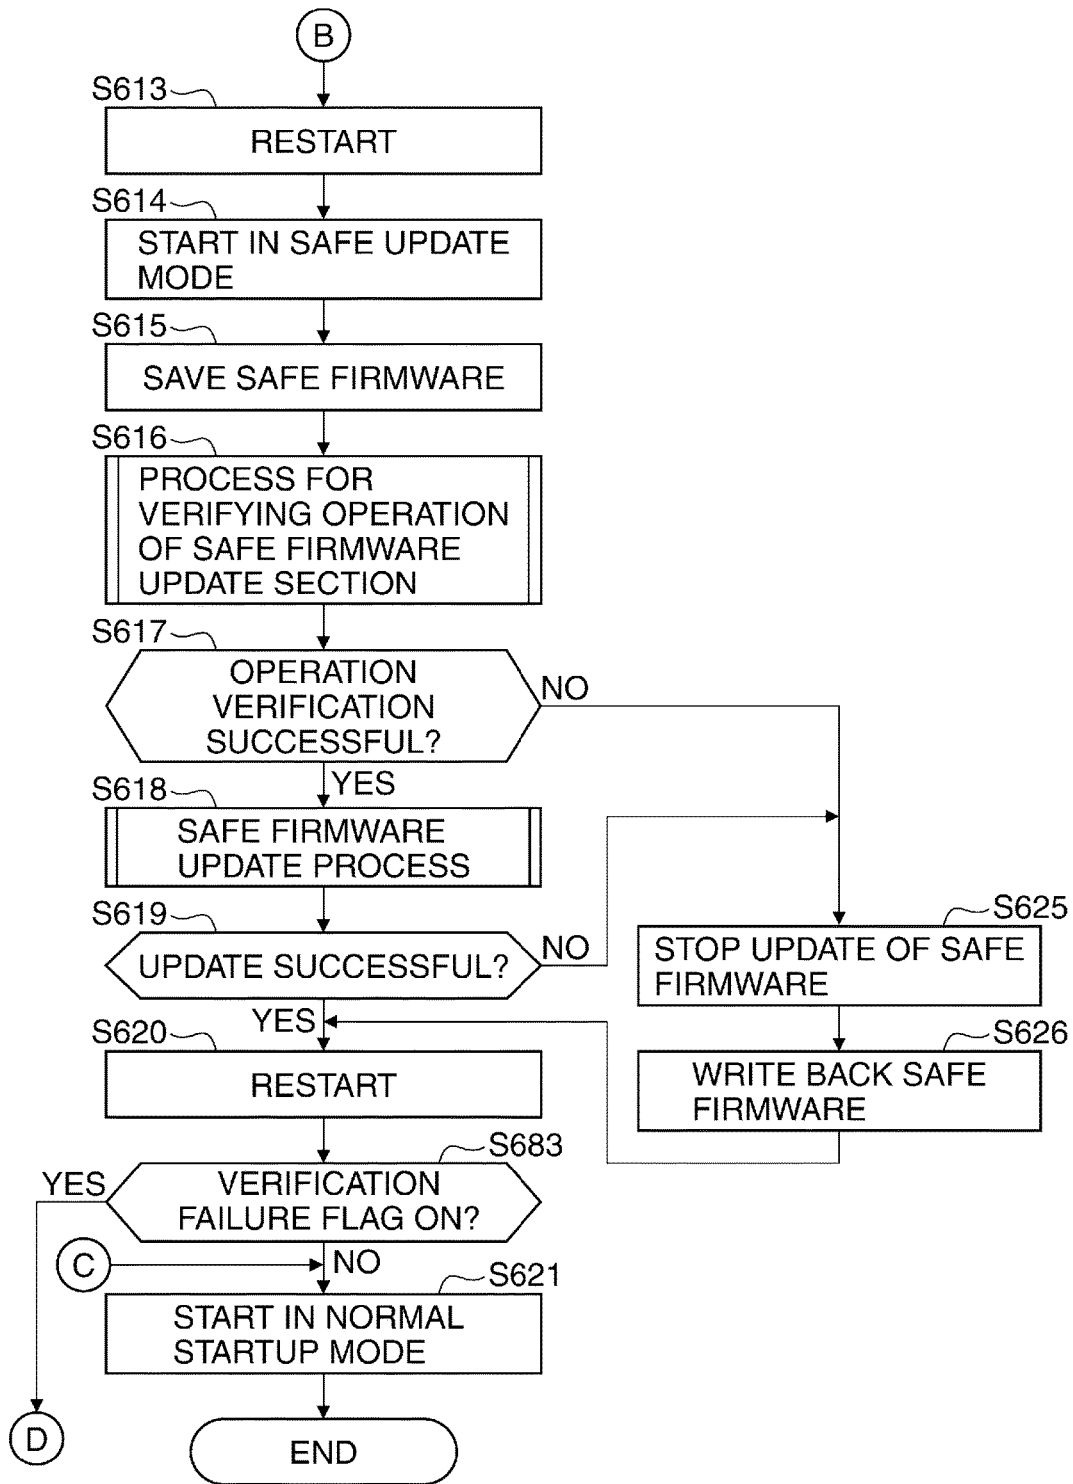 B
S613
RESTART
S614
START IN SAFE UPDATE
MODE
S615
SAVE SAFE FIRMWARE
S616
PROCESS FOR
VERIFYING OPERATION
OF SAFE FIRMWARE
UPDATE SECTION
S617
OPERATION
VERIFICATION
SUCCESSFUL?
NO
YES
S618
SAFE FIRMWARE
UPDATE PROCESS
S619
UPDATE SUCCESSFUL?
NO
YES
S625
STOP UPDATE OF SAFE
FIRMWARE
S626
WRITE BACK SAFE
FIRMWARE
S620
RESTART
S683
VERIFICATION
FAILURE FLAG ON?
YES
NO
C
S621
START IN NORMAL
STARTUP MODE
D
END